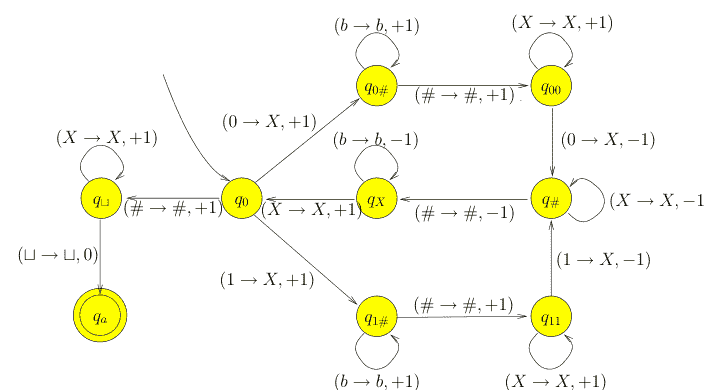 (b → b, +1)
(X → X, +1)
q₀#
(# → #, +1)
q₀₀
(0 → X, +1)
(0 → X, −1)
(X → X, +1)
(b → b, −1)
q⊔
(# → #, +1)
q₀
(X → X, +1)
q_X
(# → #, −1)
q#
(X → X, −1
(⊔ → ⊔, 0)
(1 → X, +1)
(1 → X, −1)
qₐ
q₁#
(# → #, +1)
q₁₁
(b → b, +1)
(X → X, +1)